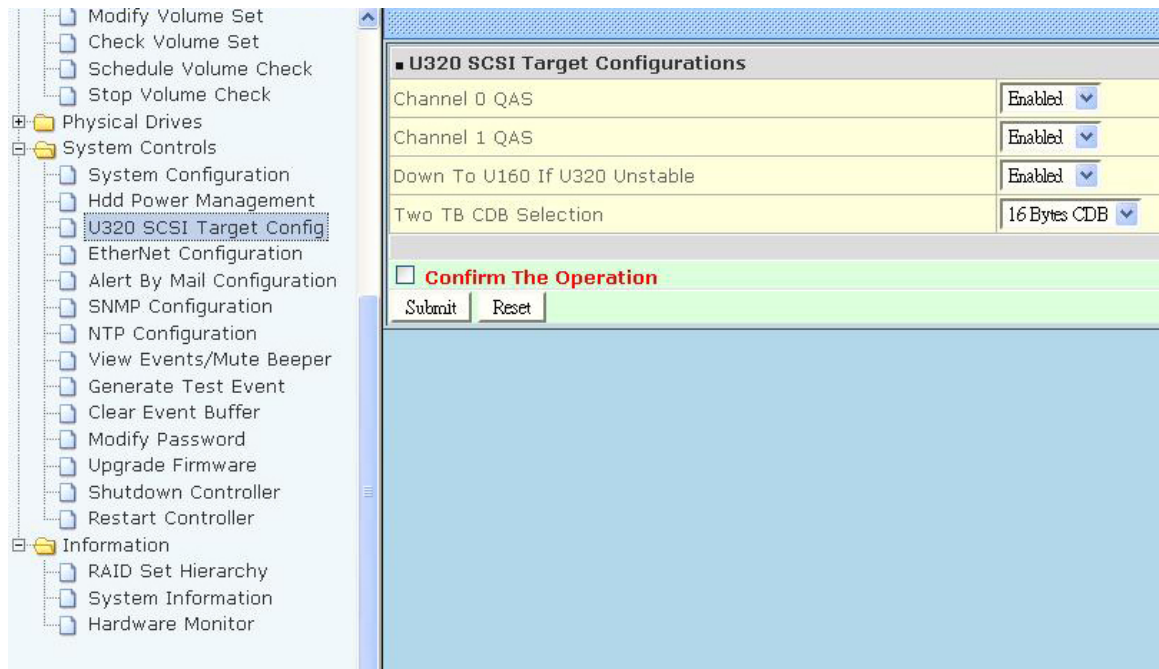 Modify Volume Set
Check Volume Set
Schedule Volume Check
Stop Volume Check
Physical Drives
System Controls
System Configuration
Hdd Power Management
U320 SCSI Target Config
EtherNet Configuration
Alert By Mail Configuration
SNMP Configuration
NTP Configuration
View Events/Mute Beeper
Generate Test Event
Clear Event Buffer
Modify Password
Upgrade Firmware
Shutdown Controller
Restart Controller
Information
RAID Set Hierarchy
System Information
Hardware Monitor
U320 SCSI Target Configurations
Channel 0 QAS Enabled
Channel 1 QAS Enabled
Down To U160 If U320 Unstable Enabled
Two TB CDB Selection 16 Bytes CDB
Confirm The Operation
Submit Reset